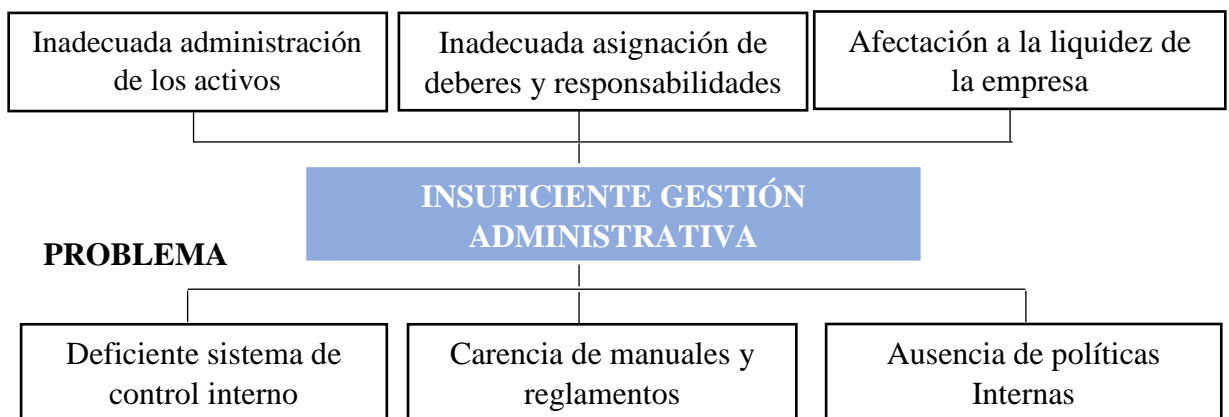 Inadecuada administración
de los activos
Inadecuada asignación de
deberes y responsabilidades
Afectación a la liquidez de
la empresa
INSUFICIENTE GESTIÓN
ADMINISTRATIVA
PROBLEMA
Deficiente sistema de
control interno
Carencia de manuales y
reglamentos
Ausencia de políticas
Internas